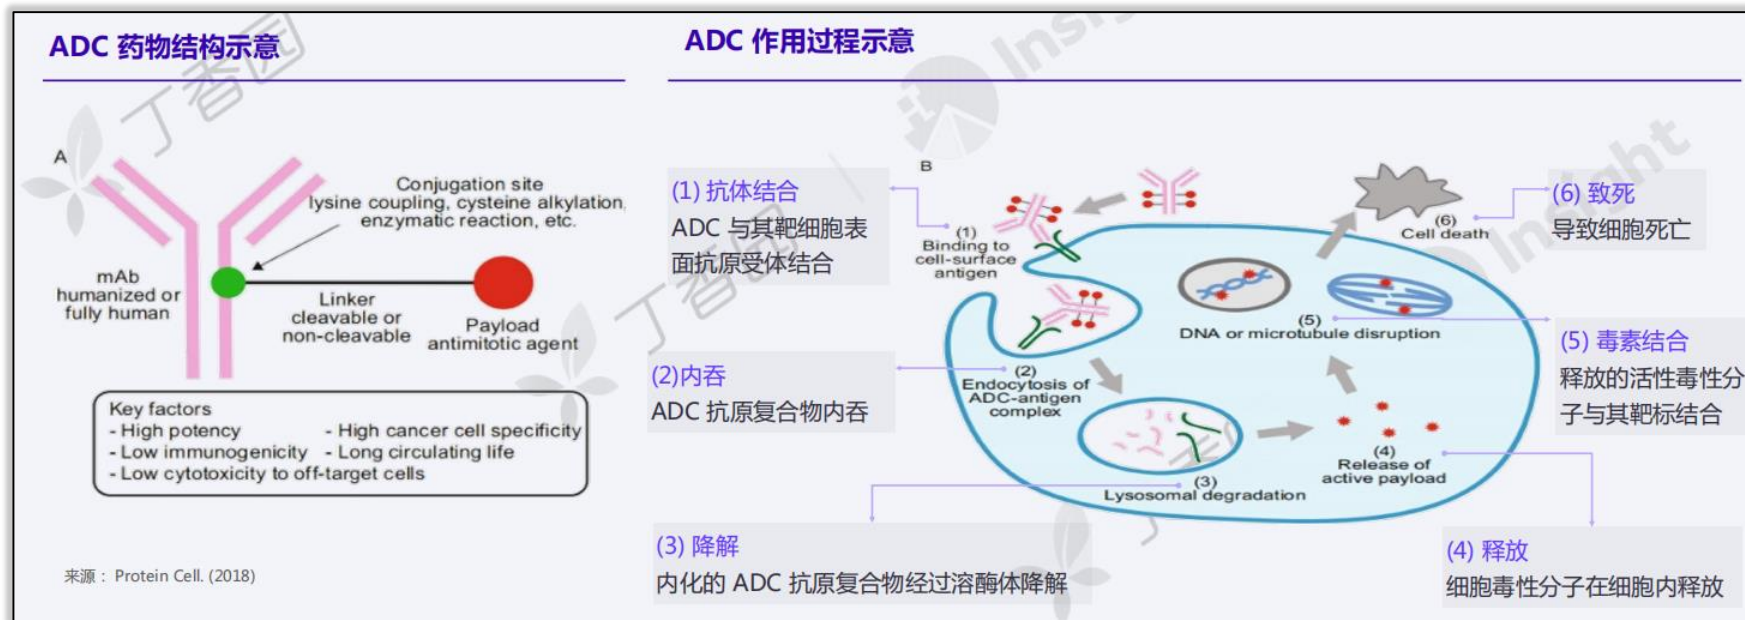 ADC 药物结构示意
A
Conjugation site
lysine coupling, cysteine alkylation,
enzymatic reaction, etc.
mAb
humanized or
fully human
Linker
cleavable or
non-cleavable
Payload
antimitotic agent
Key factors
- High potency
- High cancer cell specificity
- Low immunogenicity
- Long circulating life
- Low cytotoxicity to off-target cells
来源： Protein Cell. (2018)
ADC 作用过程示意
B
(1) 抗体结合
ADC 与其靶细胞表
面抗原受体结合
(1)
Binding to
cell-surface
antigen
(2)内吞
ADC 抗原复合物内吞
(2)
Endocytosis of
ADC-antigen
complex
(3)
Lysosomal degradation
(3) 降解
内化的 ADC 抗原复合物经过溶酶体降解
(4)
Release of
active payload
(4) 释放
细胞毒性分子在细胞内释放
(5)
DNA or microtubule disruption
(5) 毒素结合
释放的活性毒性分
子与其靶标结合
(6)
Cell death
(6) 致死
导致细胞死亡
丁香园
Insight
丁香园
Insight